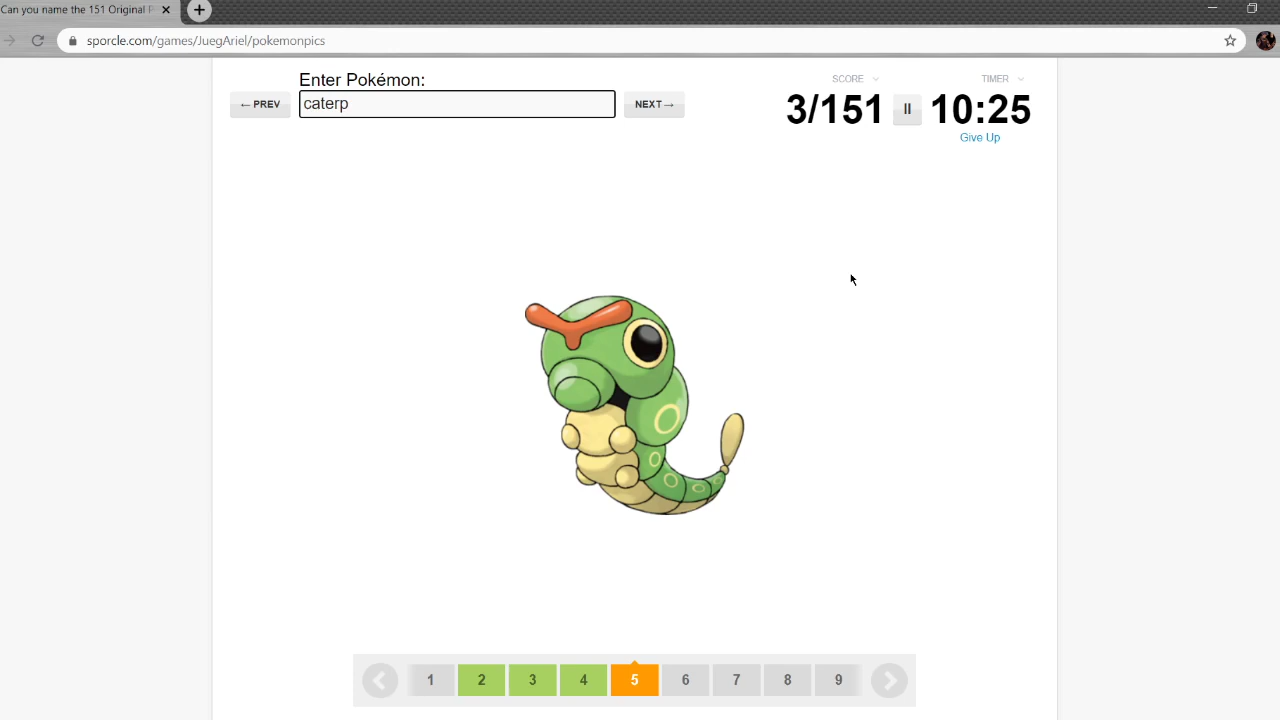 Can you name the 151 Original P
sporcle.com/games/JuegAriel/pokemonpics
Enter Pokémon:
←PREV
caterp
NEXT→
SCORE
3/151
TIMER
10:25
Give Up
1 2 3 4 5 6 7 8 9